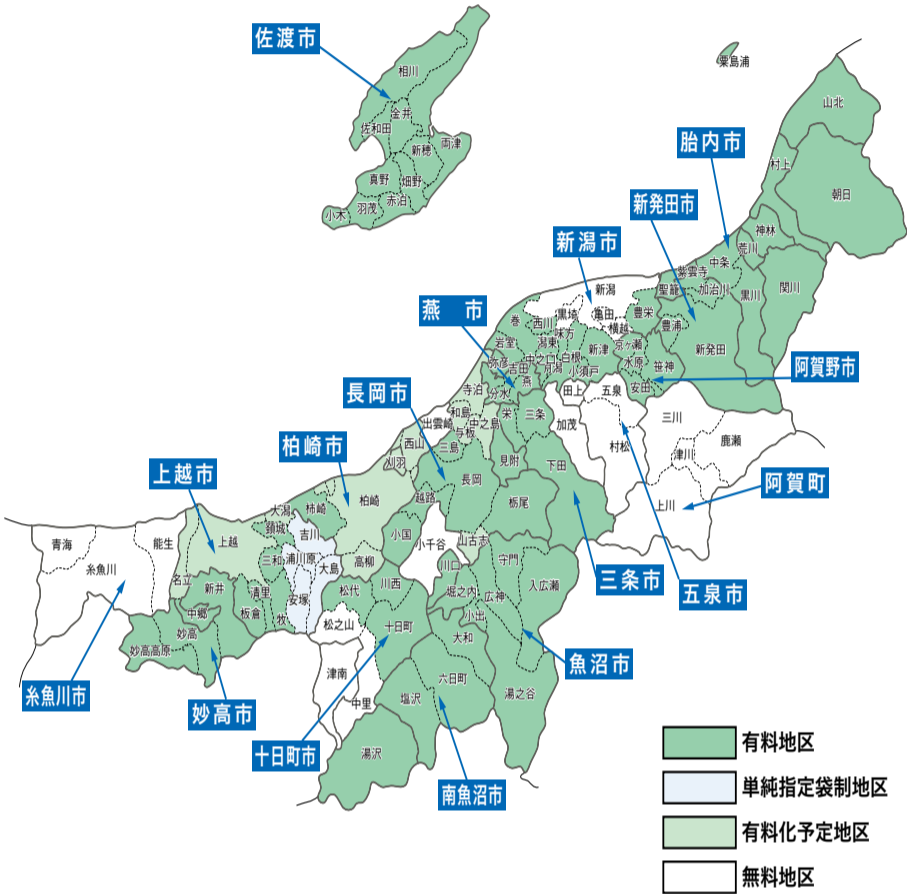 佐渡市
粟島浦
相川
金井
佐和田
新穂
両津
真野
畑野
赤泊
羽茂
小木
山北
胎内市
村上
朝日
新発田市
神林
荒川
新潟市
中条
紫雲寺
関川
聖籠
加治川
黒川
新潟
燕 市
巻
西川
黒埼
亀田
豊栄
味方
横越
豊浦
新発田
岩室
潟東
新津
京ヶ瀬
弥彦
吉田
中之口
白根
水原
笹神
阿賀野市
燕
月潟
小須戸
安田
長岡市
寺泊
分水
田上
五泉
出雲崎
和島
中之島
栄
三条
加茂
三川
与板
柏崎市
西山
三島
村松
津川
鹿瀬
刈羽
見附
下田
上越市
長岡
阿賀町
柏崎
越路
栃尾
上川
大潟
柿崎
頸城
吉川
小国
青海
能生
上越
小千谷
山古志
糸魚川
三和
浦川原
大島
高柳
守門
川口
三条市
五泉市
名立
新井
清里
安塚
松代
川西
堀之内
広神
入広瀬
中郷
板倉
牧
小出
妙高
松之山
十日町
大和
妙高高原
魚沼市
津南
六日町
糸魚川市
塩沢
湯之谷
妙高市
中里
十日町市
湯沢
南魚沼市
有料地区
単純指定袋制地区
有料化予定地区
無料地区